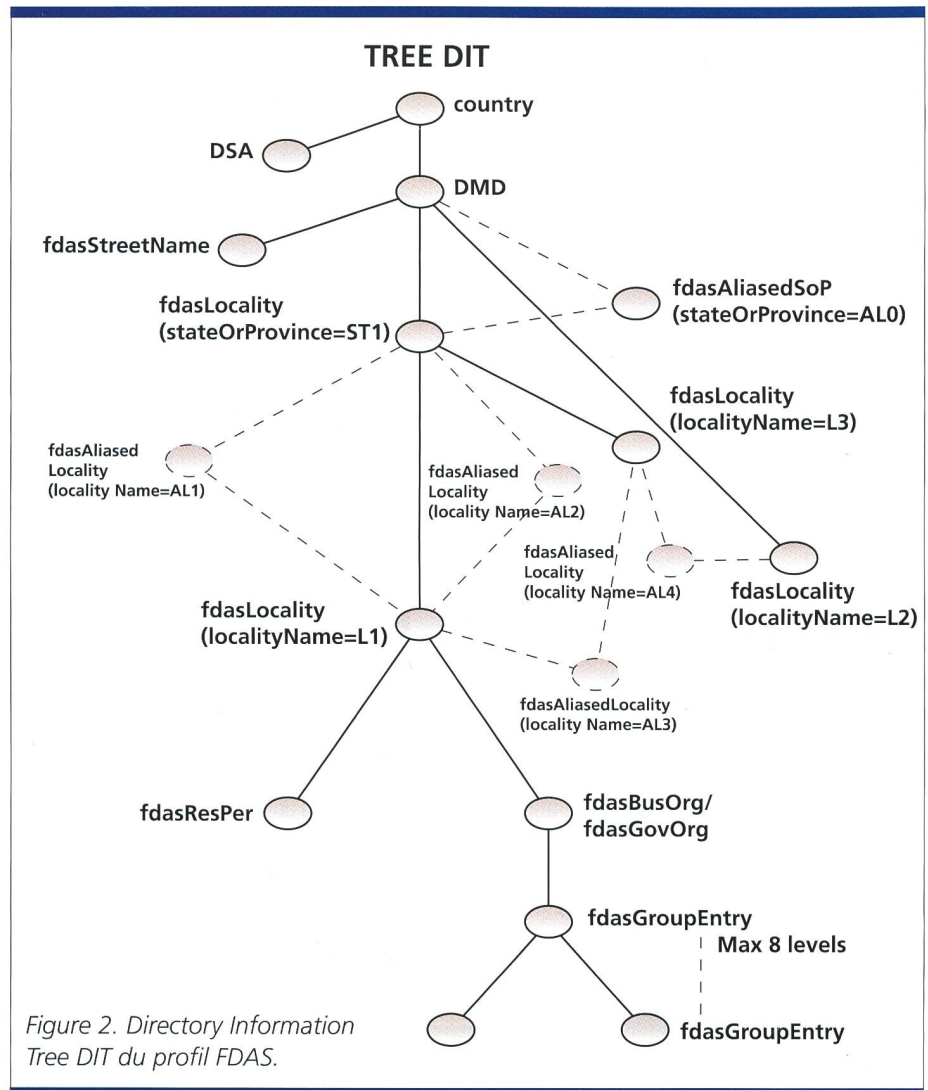 TREE DIT
country
DSA
DMD
fdasStreetName
fdasAliasedSoP
(stateOrProvince=AL0)
fdasLocality
(stateOrProvince=ST1)
fdasLocality
(localityName=L3)
fdasAliased
Locality
(locality Name=AL1)
fdasAliased
Locality
(locality Name=AL2)
fdasAliased
Locality
(locality Name=AL4)
fdasLocality
(localityName=L2)
fdasLocality
(localityName=L1)
fdasAliasedLocality
(locality Name=AL3)
fdasResPer
fdasBusOrg/
fdasGovOrg
fdasGroupEntry
Max 8 levels
fdasGroupEntry
Figure 2. Directory Information
Tree DIT du profil FDAS.